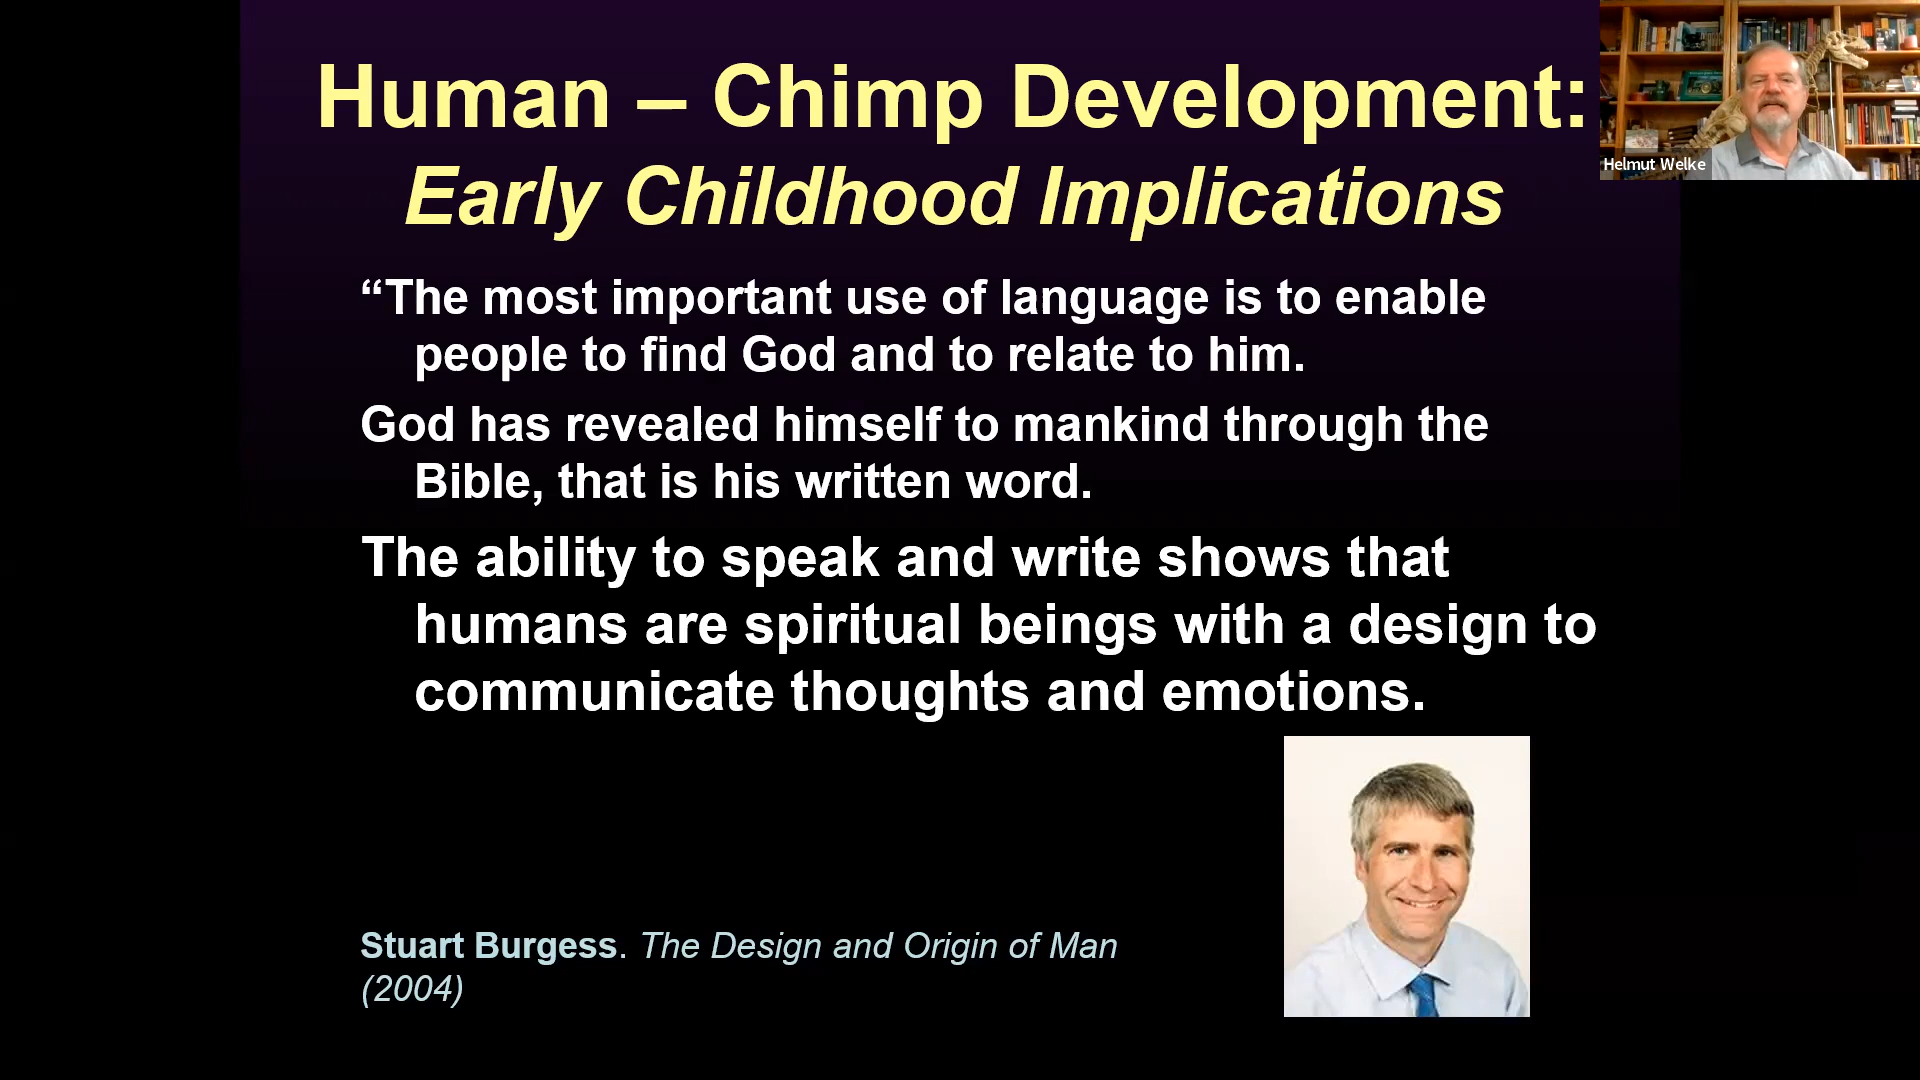 Human – Chimp Development:
Early Childhood Implications
Helmut Welke
“The most important use of language is to enable
people to find God and to relate to him.
God has revealed himself to mankind through the
Bible, that is his written word.
The ability to speak and write shows that
humans are spiritual beings with a design to
communicate thoughts and emotions.
Stuart Burgess. The Design and Origin of Man
(2004)